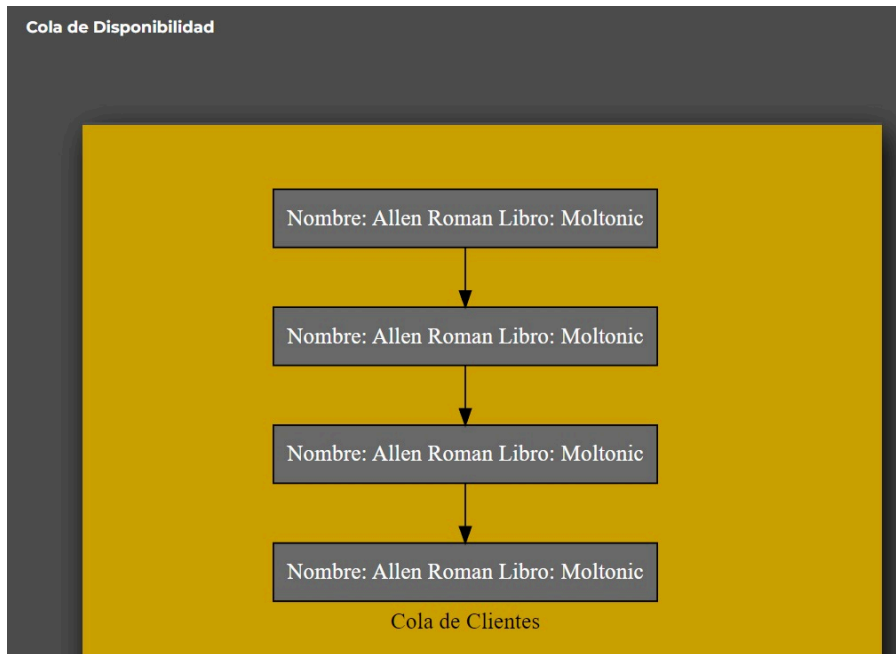 Cola de Disponibilidad
Nombre: Allen Roman Libro: Moltonic
Nombre: Allen Roman Libro: Moltonic
Nombre: Allen Roman Libro: Moltonic
Nombre: Allen Roman Libro: Moltonic
Cola de Clientes